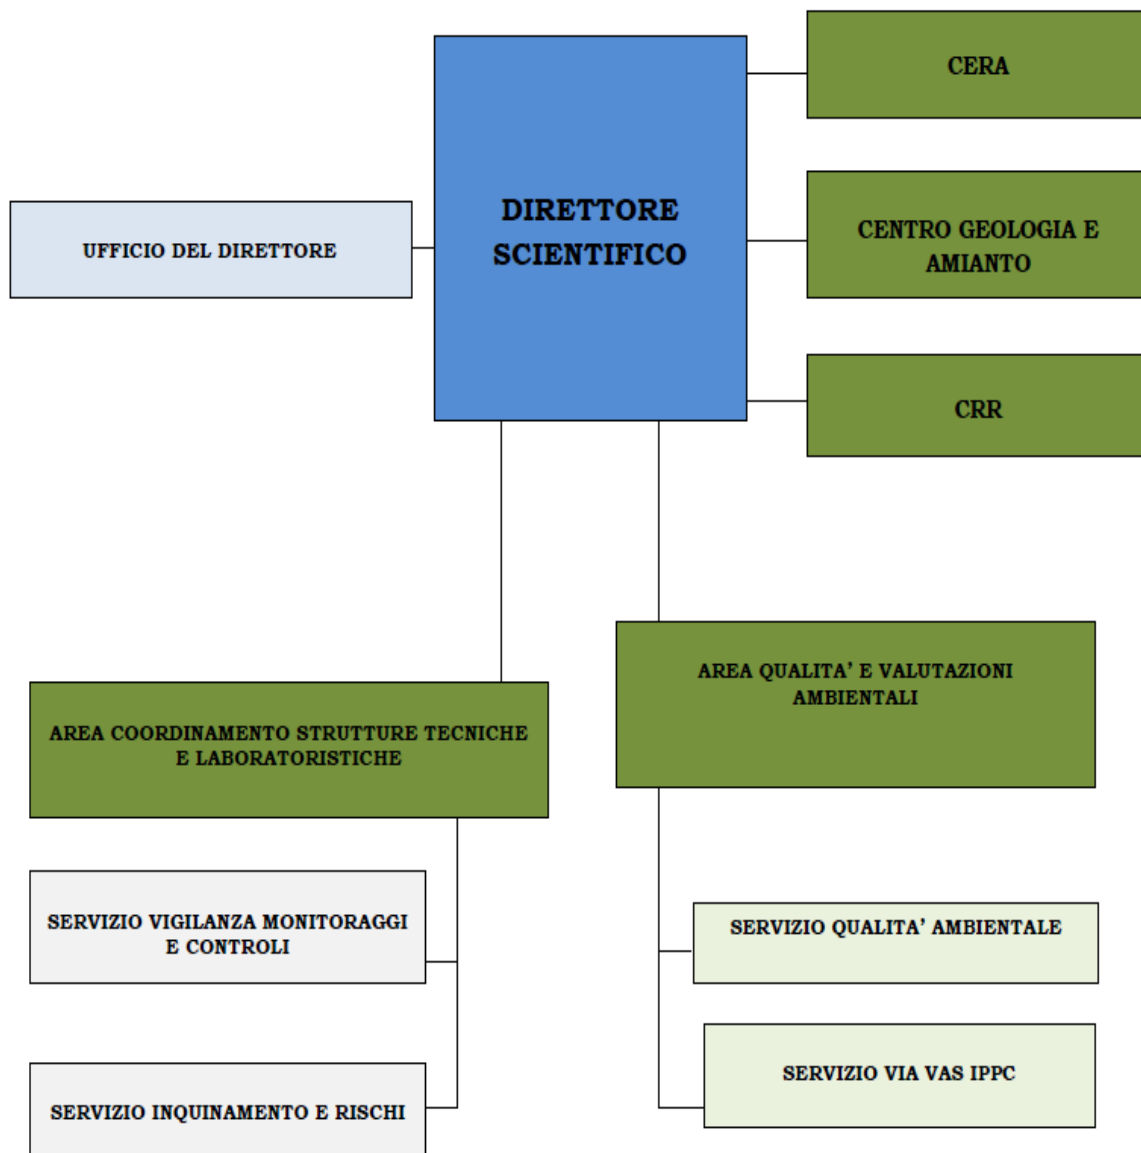 CERA
DIRETTORE
SCIENTIFICO
UFFICIO DEL DIRETTORE
CENTRO GEOLOGIA E
AMIANTO
CRR
AREA QUALITA’ E VALUTAZIONI
AMBIENTALI
AREA COORDINAMENTO STRUTTURE TECNICHE
E LABORATORISTICHE
SERVIZIO VIGILANZA MONITORAGGI
E CONTROLI
SERVIZIO QUALITA’ AMBIENTALE
SERVIZIO VIA VAS IPPC
SERVIZIO INQUINAMENTO E RISCHI